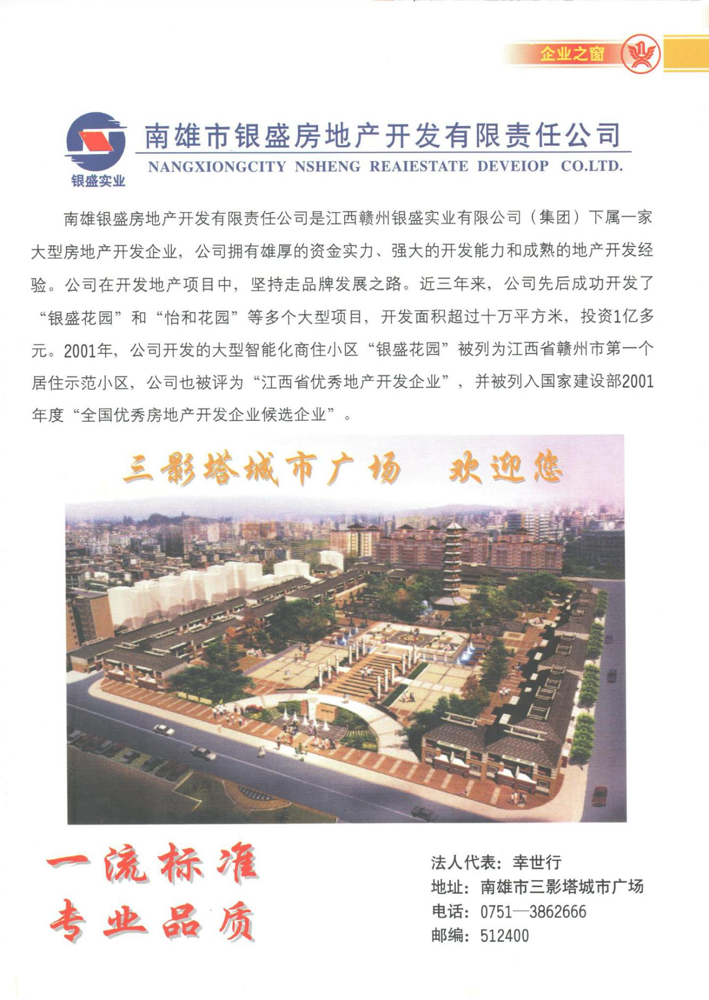 企业之窗
南雄市银盛房地产开发有限责任公司
NANGXIONGCITY NSHENG REAIESTATE DEVEIOP CO.LTD.
银盛实业
南雄银盛房地产开发有限责任公司是江西赣州银盛实业有限公司（集团）下属一家
大型房地产开发企业，公司拥有雄厚的资金实力、强大的开发能力和成熟的地产开发经
验。公司在开发地产项目中，坚持走品牌发展之路。近三年来，公司先后成功开发了
“银盛花园”和“怡和花园”等多个大型项目，开发面积超过十万平方米，投资1亿多
元。2001年，公司开发的大型智能化商住小区“银盛花园”被列为江西省赣州市第一个
居住示范小区，公司也被评为“江西省优秀地产开发企业”，并被列入国家建设部2001
年度“全国优秀房地产开发企业候选企业”。
三影塔城市广场 欢迎您
一流标准
专业品质
法人代表：幸世行
地址：南雄市三影塔城市广场
电话：0751—3862666
邮编：512400